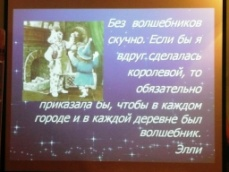 Без волшебников
скучно. Если бы я
вдруг сделалась
королевой, то
обязательно
приказала бы, чтобы в каждом
городе и в каждой деревне был
волшебник.
Элли